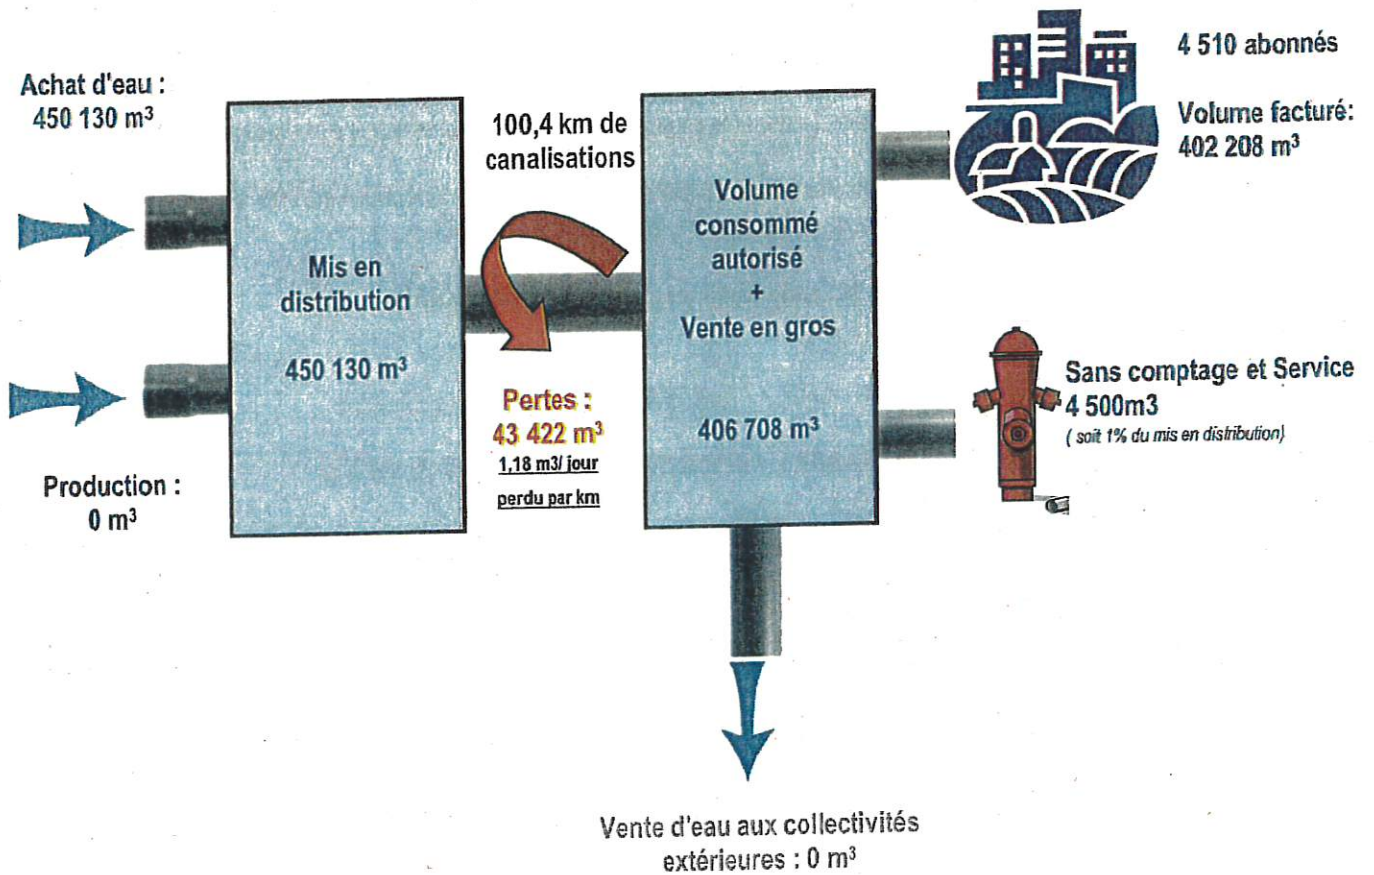 Achat d'eau :
450 130 m³
Mis en
distribution
450 130 m³
Production :
0 m³
100,4 km de
canalisations
Pertes :
43 422 m³
1,18 m3/ jour
perdu par km
Volume
consommé
autorisé
+
Vente en gros
406 708 m³
4 510 abonnés
Volume facturé:
402 208 m³
Sans comptage et Service
4 500m3
( soit 1% du mis en distribution)
Vente d'eau aux collectivités
extérieures : 0 m³